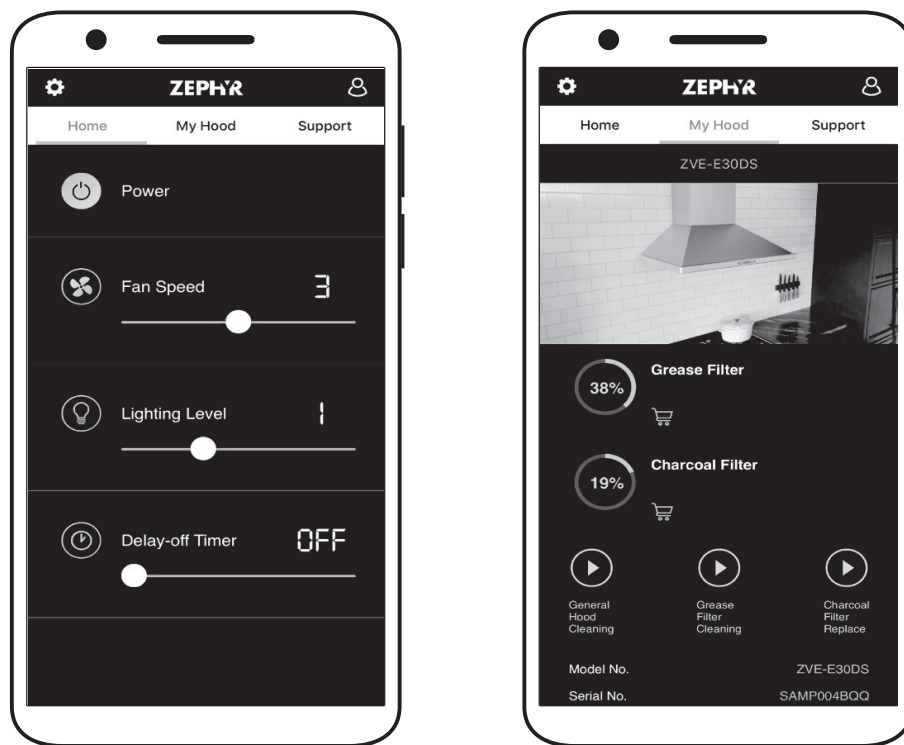 ZEPHYR
Home My Hood Support
Power
Fan Speed 3
Lighting Level 1
Delay-off Timer OFF
ZEPHYR
Home My Hood Support
ZVE-E30DS
38% Grease Filter
19% Charcoal Filter
General
Hood
Cleaning
Grease
Filter
Cleaning
Charcoal
Filter
Replace
Model No. ZVE-E30DS
Serial No. SAMP004BQQ